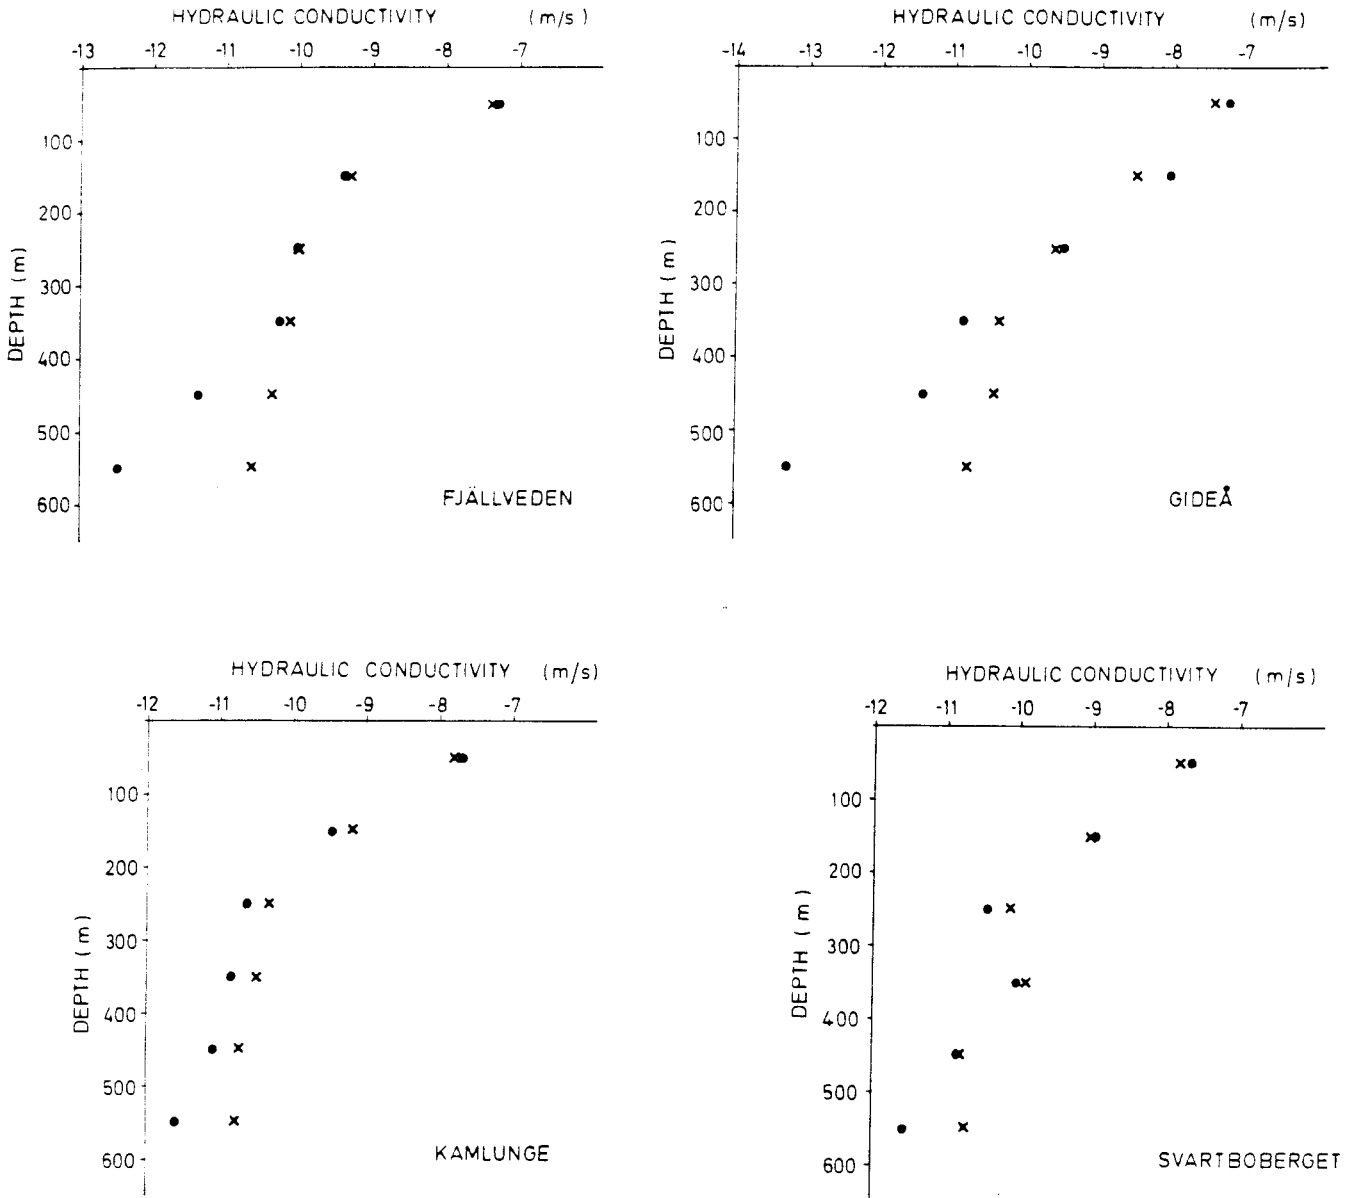 HYDRAULIC CONDUCTIVITY (m/s)
-13 -12 -11 -10 -9 -8 -7
100
200
300
400
500
600
DEPTH (m)
FJÄLLVEDEN
HYDRAULIC CONDUCTIVITY (m/s)
-14 -13 -12 -11 -10 -9 -8 -7
100
200
300
400
500
600
DEPTH (m)
GIDEÅ
HYDRAULIC CONDUCTIVITY (m/s)
-12 -11 -10 -9 -8 -7
100
200
300
400
500
600
DEPTH (m)
KAMLUNGE
HYDRAULIC CONDUCTIVITY (m/s)
-12 -11 -10 -9 -8 -7
100
200
300
400
500
600
DEPTH (m)
SVARTBOBERGET